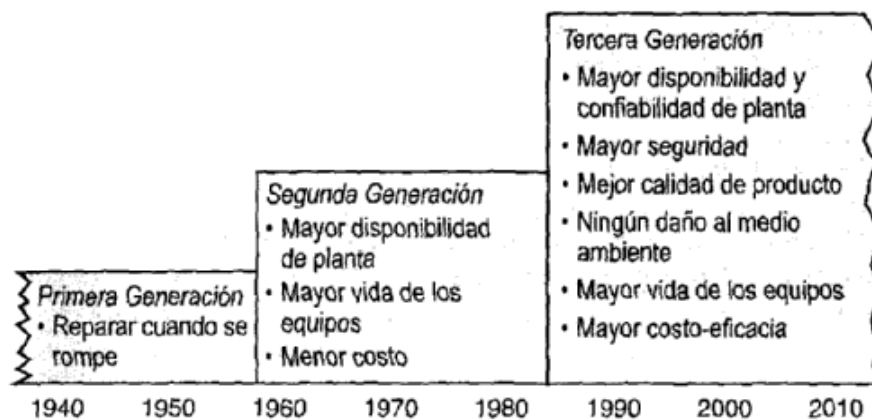 Primera Generación
• Reparar cuando se
rompe
Segunda Generación
• Mayor disponibilidad
de planta
• Mayor vida de los
equipos
• Menor costo
Tercera Generación
• Mayor disponibilidad y
confiabilidad de planta
• Mayor seguridad
• Mejor calidad de producto
• Ningún daño al medio
ambiente
• Mayor vida de los equipos
• Mayor costo-eficacia
1940 1950 1960 1970 1980 1990 2000 2010